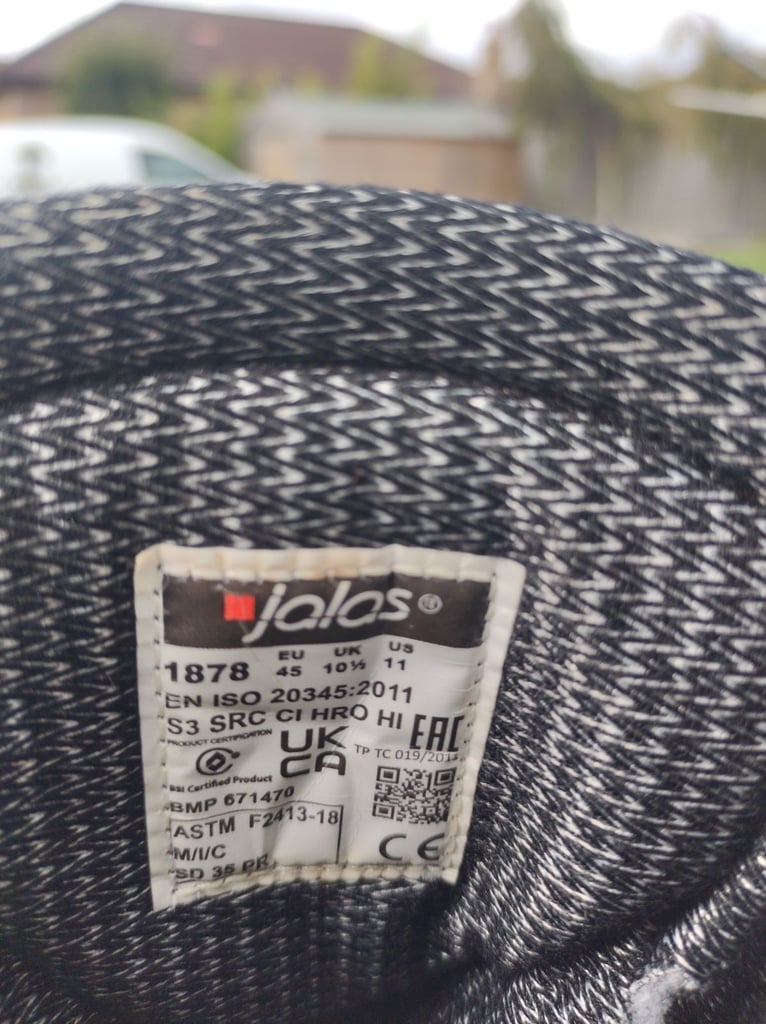 jalas®
EU UK US
1878 45 10½ 11
EN ISO 20345:2011
S3 SRC CI HRO HI
PRODUCT CERTIFICATION
UK
CA
EAC
TP TC 019/2011
BSI Certified Product
BMP 671470
ASTM F2413-18
M/I/C
SD 35 PR
CE